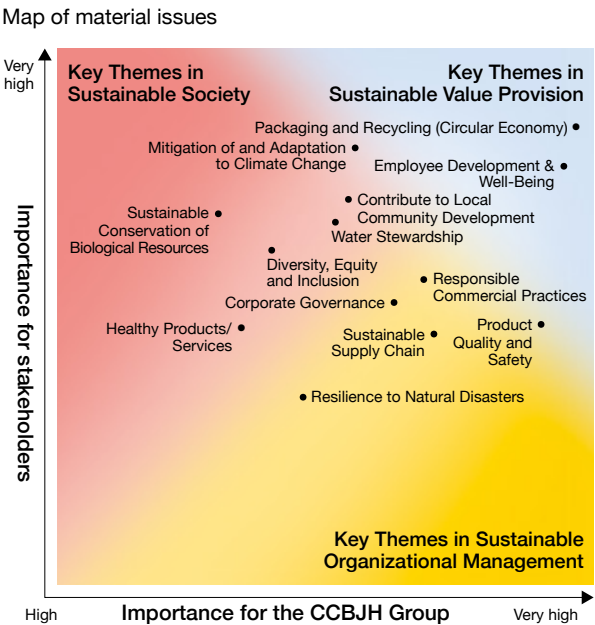 Map of material issues
Very
high
Key Themes in
Sustainable Society
Key Themes in
Sustainable Value Provision
Packaging and Recycling (Circular Economy)
Mitigation of and Adaptation
to Climate Change
Employee Development &
Well-Being
Contribute to Local
Community Development
Sustainable
Conservation of
Biological Resources
Water Stewardship
Diversity, Equity
and Inclusion
Responsible
Commercial Practices
Corporate Governance
Healthy Products/
Services
Sustainable
Supply Chain
Product
Quality and
Safety
Resilience to Natural Disasters
Importance for stakeholders
Key Themes in Sustainable
Organizational Management
High
Importance for the CCBJH Group
Very high